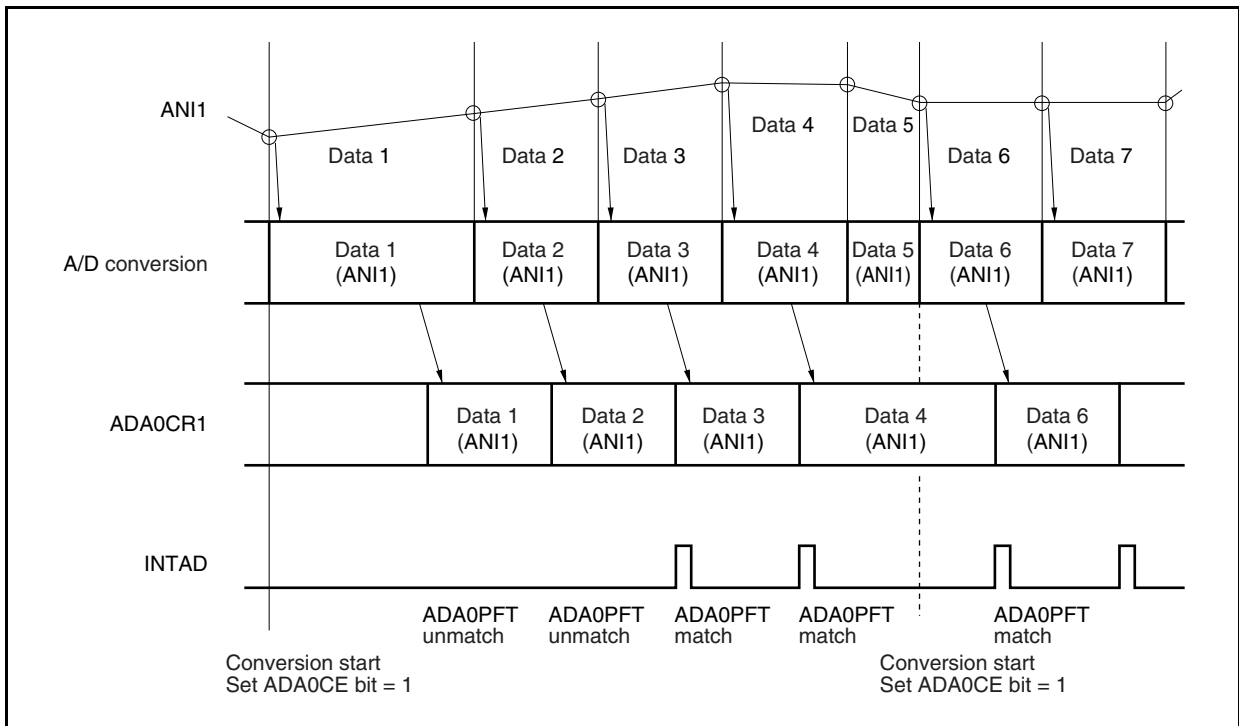 ANI1
Data 1
Data 2
Data 3
Data 4
Data 5
Data 6
Data 7
A/D conversion
Data 1
(ANI1)
Data 2
(ANI1)
Data 3
(ANI1)
Data 4
(ANI1)
Data 5
(ANI1)
Data 6
(ANI1)
Data 7
(ANI1)
ADA0CR1
Data 1
(ANI1)
Data 2
(ANI1)
Data 3
(ANI1)
Data 4
(ANI1)
Data 6
(ANI1)
INTAD
ADA0PFT
unmatch
ADA0PFT
unmatch
ADA0PFT
match
ADA0PFT
match
ADA0PFT
match
Conversion start
Set ADA0CE bit = 1
Conversion start
Set ADA0CE bit = 1